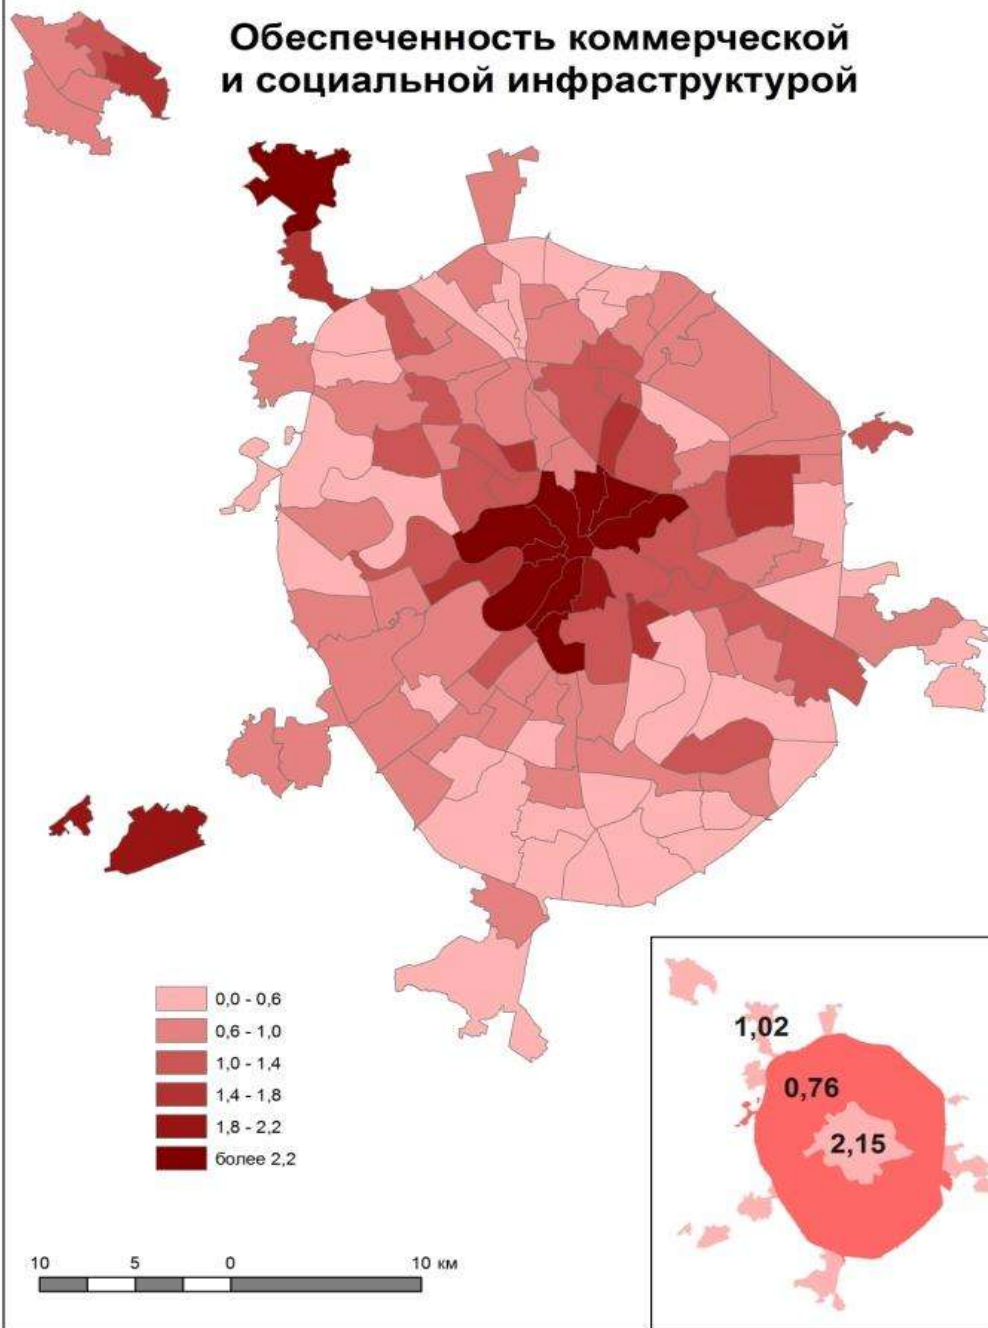 Обеспеченность коммерческой
и социальной инфраструктурой
0,0 - 0,6
0,6 - 1,0
1,0 - 1,4
1,4 - 1,8
1,8 - 2,2
более 2,2
10 5 0 10 км
1,02
0,76
2,15